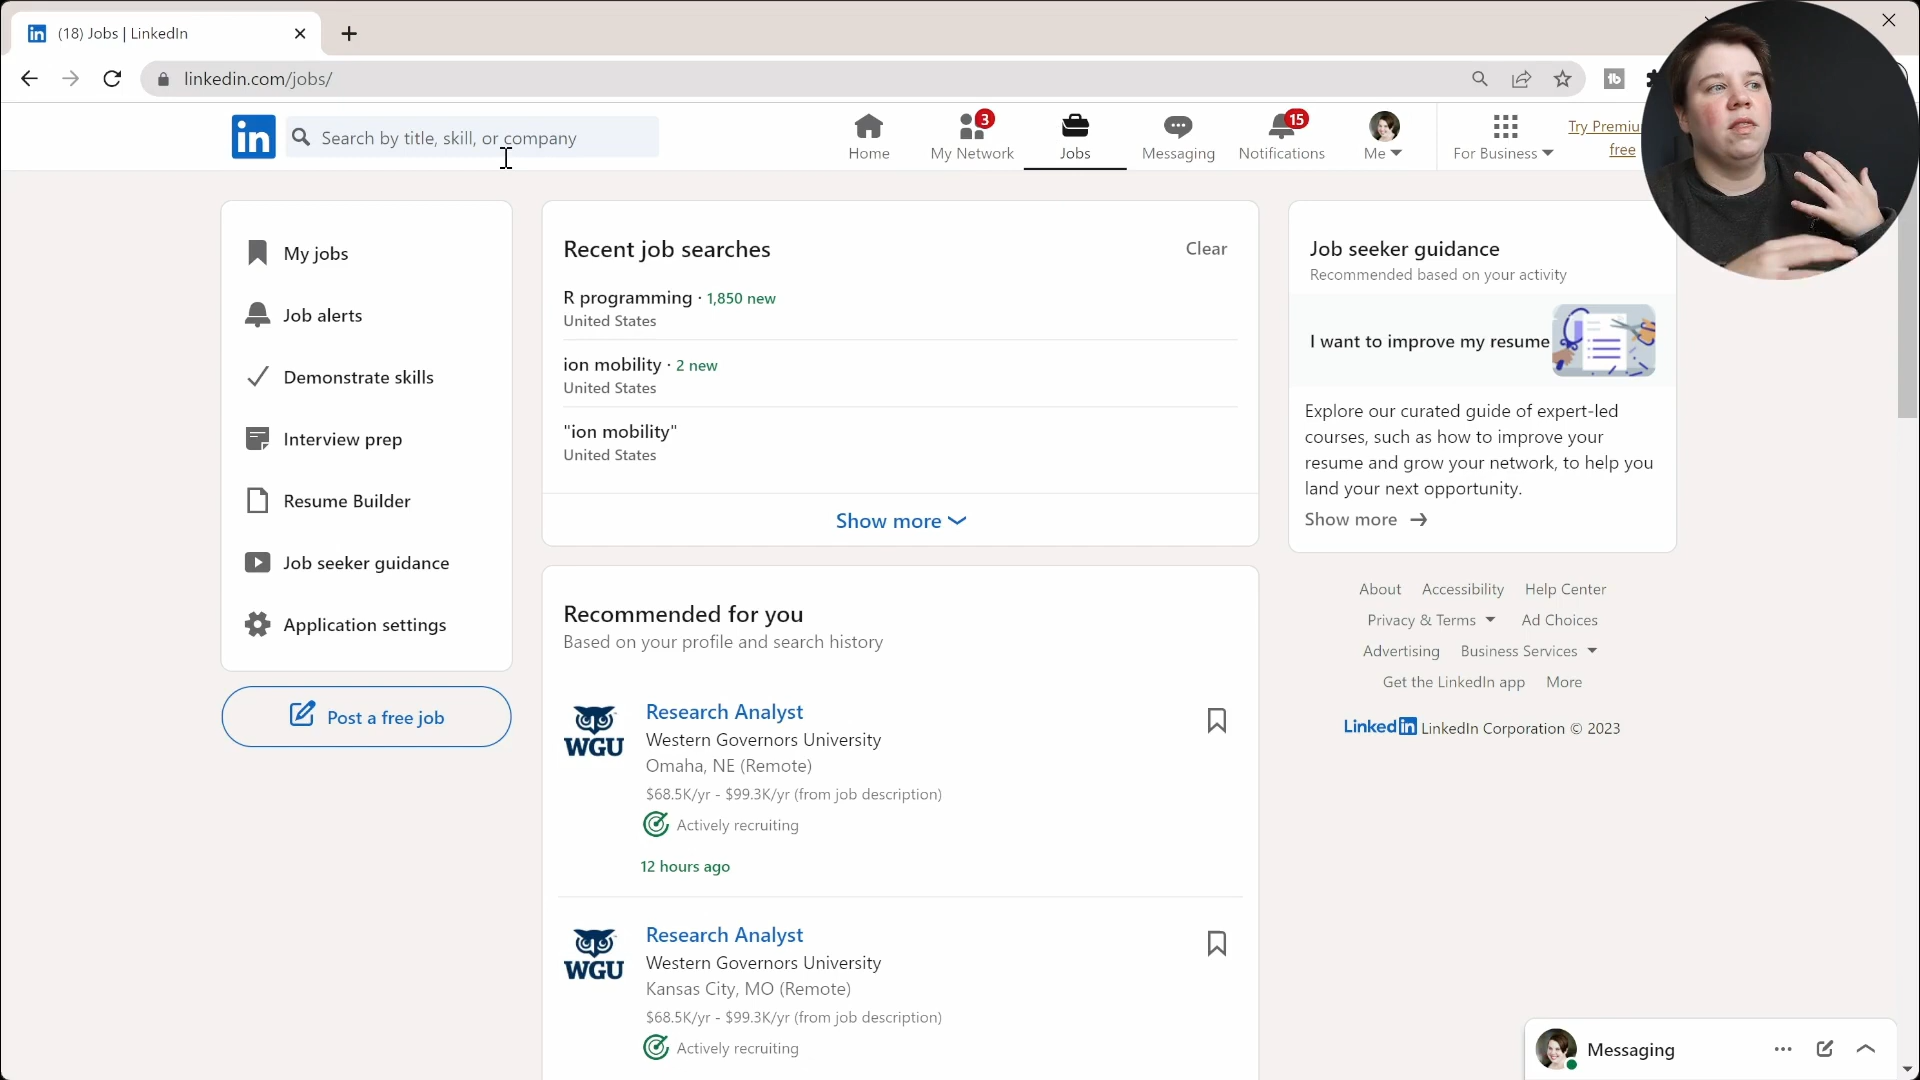 (18) Jobs | LinkedIn
linkedin.com/jobs/
in
Search by title, skill, or company
3
15
Home
My Network
Jobs
Messaging
Notifications
Me
For Business
Try Premiu
free
My jobs
Job alerts
Demonstrate skills
Interview prep
Resume Builder
Job seeker guidance
Application settings
Post a free job
Recent job searches
Clear
R programming · 1,850 new
United States
ion mobility · 2 new
United States
"ion mobility"
United States
Show more
Recommended for you
Based on your profile and search history
WGU
Research Analyst
Western Governors University
Omaha, NE (Remote)
$68.5K/yr - $99.3K/yr (from job description)
Actively recruiting
12 hours ago
WGU
Research Analyst
Western Governors University
Kansas City, MO (Remote)
$68.5K/yr - $99.3K/yr (from job description)
Actively recruiting
Job seeker guidance
Recommended based on your activity
I want to improve my resume
Explore our curated guide of expert-led
courses, such as how to improve your
resume and grow your network, to help you
land your next opportunity.
Show more
About Accessibility Help Center
Privacy & Terms Ad Choices
Advertising Business Services
Get the LinkedIn app More
LinkedIn LinkedIn Corporation © 2023
Messaging